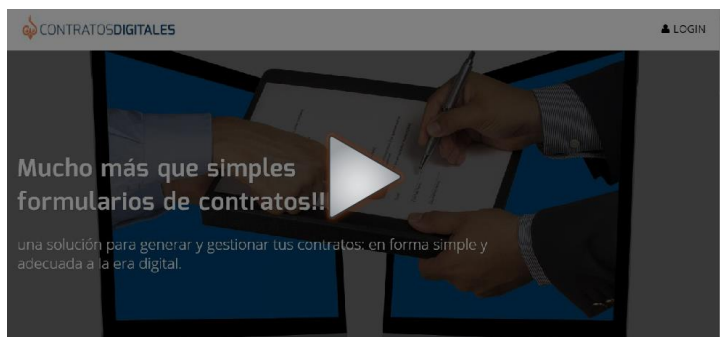 CONTRATOSDIGITALES
LOGIN
Mucho más que simples
formularios de contratos!!
una solución para generar y gestionar tus contratos: en forma simple y
adecuada a la era digital.